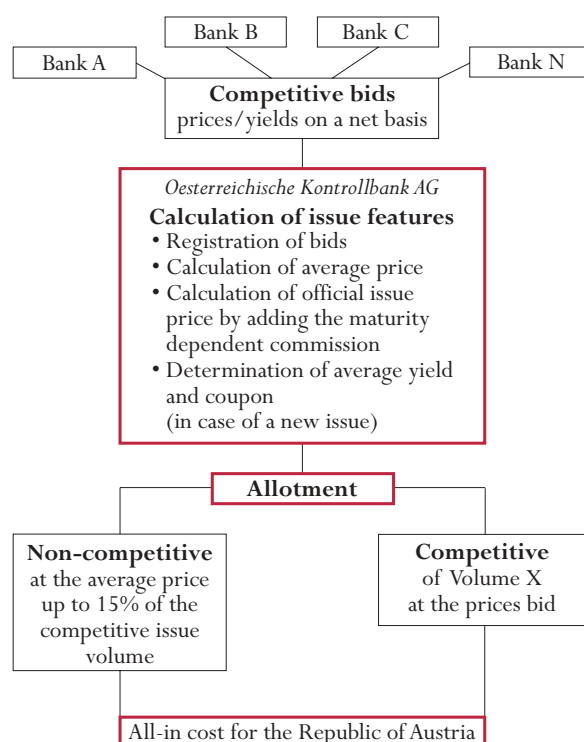 Bank B
Bank C
Bank A
Bank N
Competitive bids
prices/yields on a net basis
Oesterreichische Kontrollbank AG
Calculation of issue features
• Registration of bids
• Calculation of average price
• Calculation of official issue
price by adding the maturity
dependent commission
• Determination of average yield
and coupon
(in case of a new issue)
Allotment
Non-competitive
at the average price
up to 15% of the
competitive issue
volume
Competitive
of Volume X
at the prices bid
All-in cost for the Republic of Austria